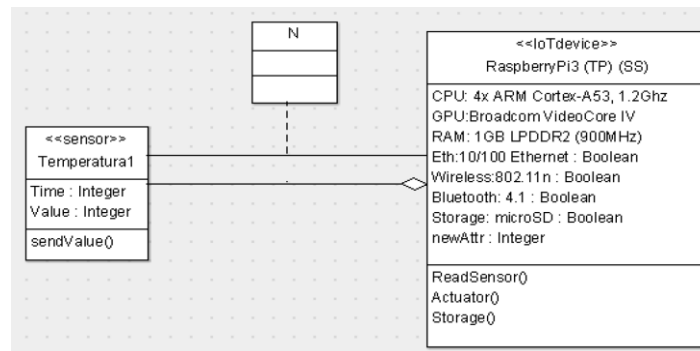 N
<<sensor>>
Temperatura1
Time : Integer
Value : Integer
sendValue()
<<IoTdevice>>
RaspberryPi3 (TP) (SS)
CPU: 4x ARM Cortex-A53, 1.2Ghz
GPU:Broadcom VideoCore IV
RAM: 1GB LPDDR2 (900MHz)
Eth:10/100 Ethernet : Boolean
Wireless:802.11n : Boolean
Bluetooth: 4.1 : Boolean
Storage: microSD : Boolean
newAttr : Integer
ReadSensor()
Actuator()
Storage()